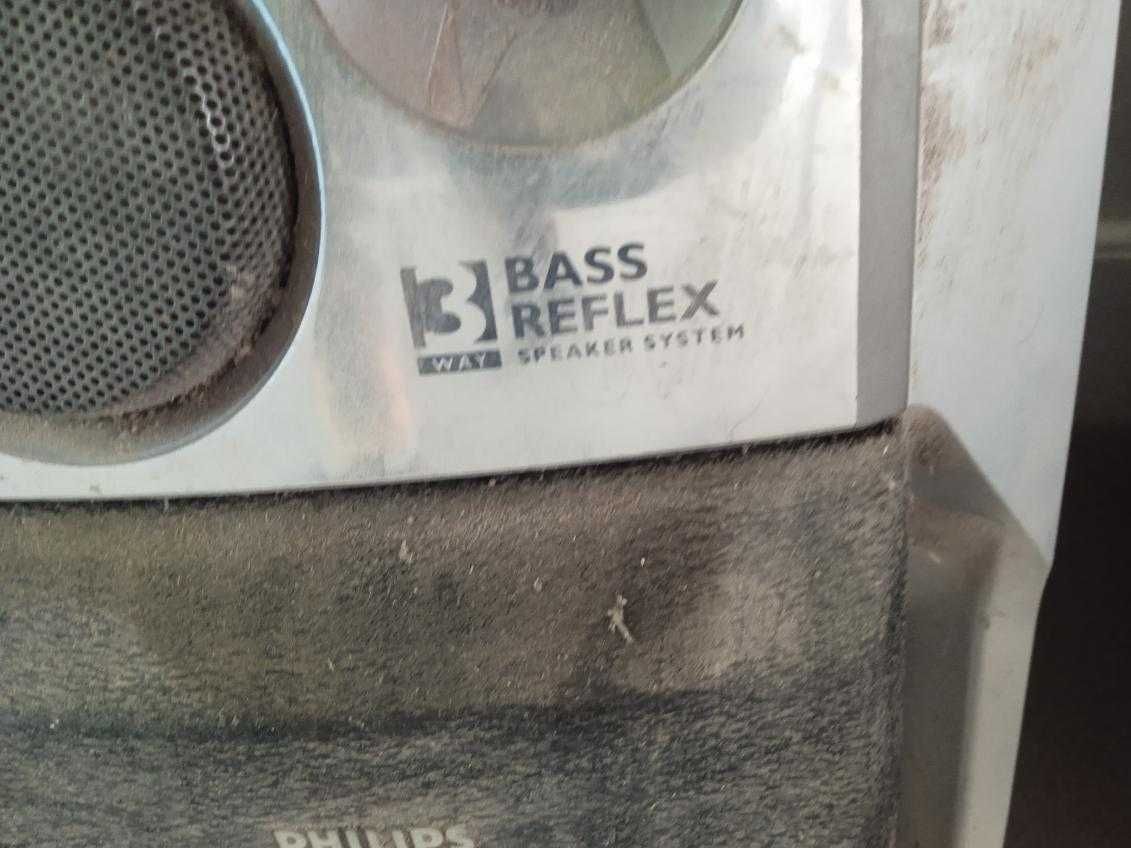 3 BASS
REFLEX
WAY SPEAKER SYSTEM
PHILIPS